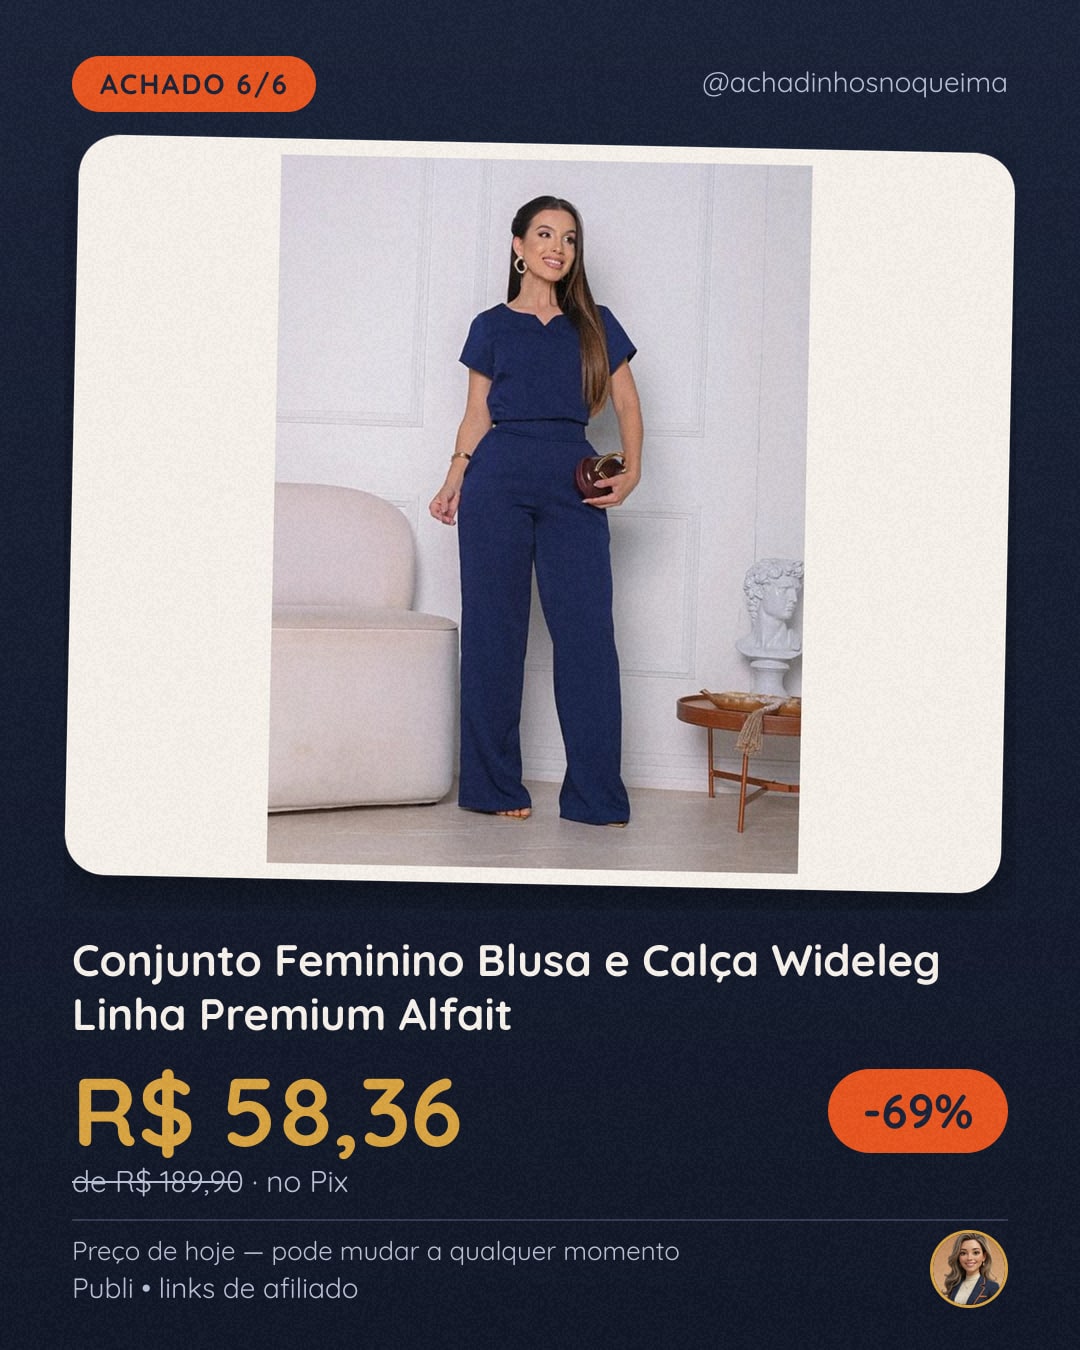 ACHADO 6/6
@achadinhosnoqueima
Conjunto Feminino Blusa e Calça Wideleg
Linha Premium Alfait
R$ 58,36
-69%
de R$ 189,90 · no Pix
Preço de hoje — pode mudar a qualquer momento
Publi • links de afiliado